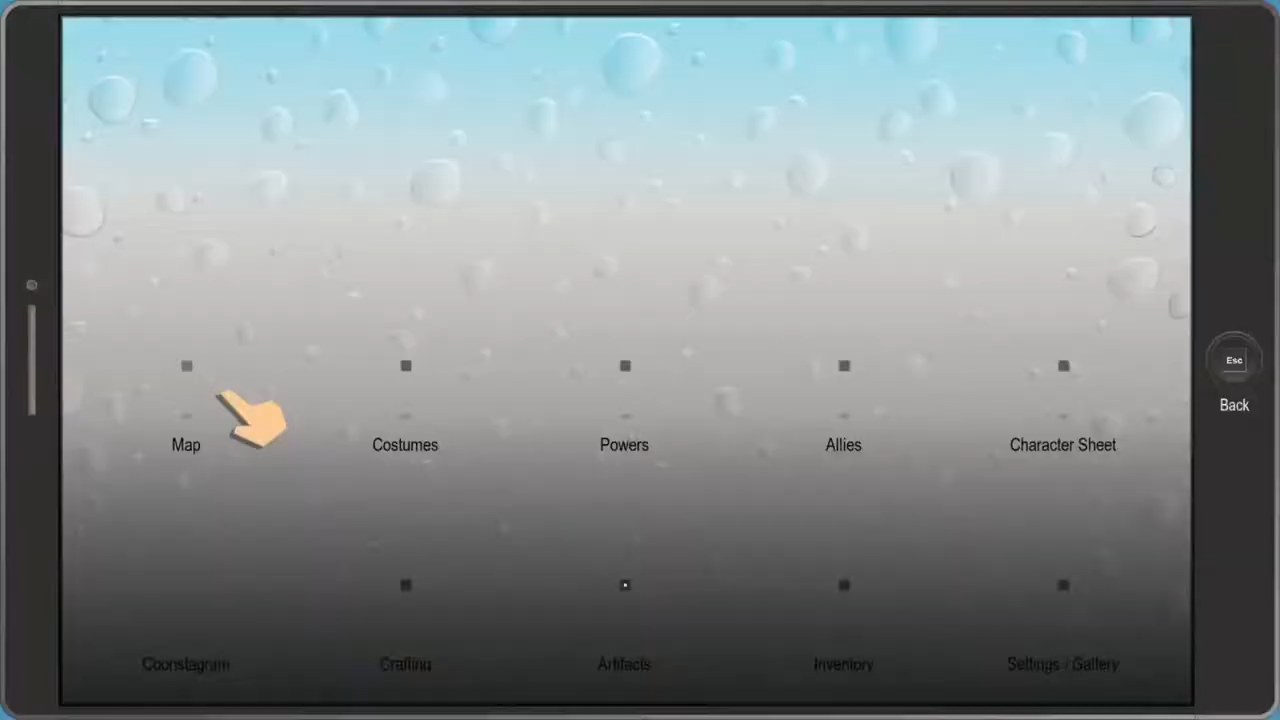 Esc
Back
Map
Costumes
Powers
Allies
Character Sheet
Coonstagram
Crafting
Artifacts
Inventory
Settings / Gallery